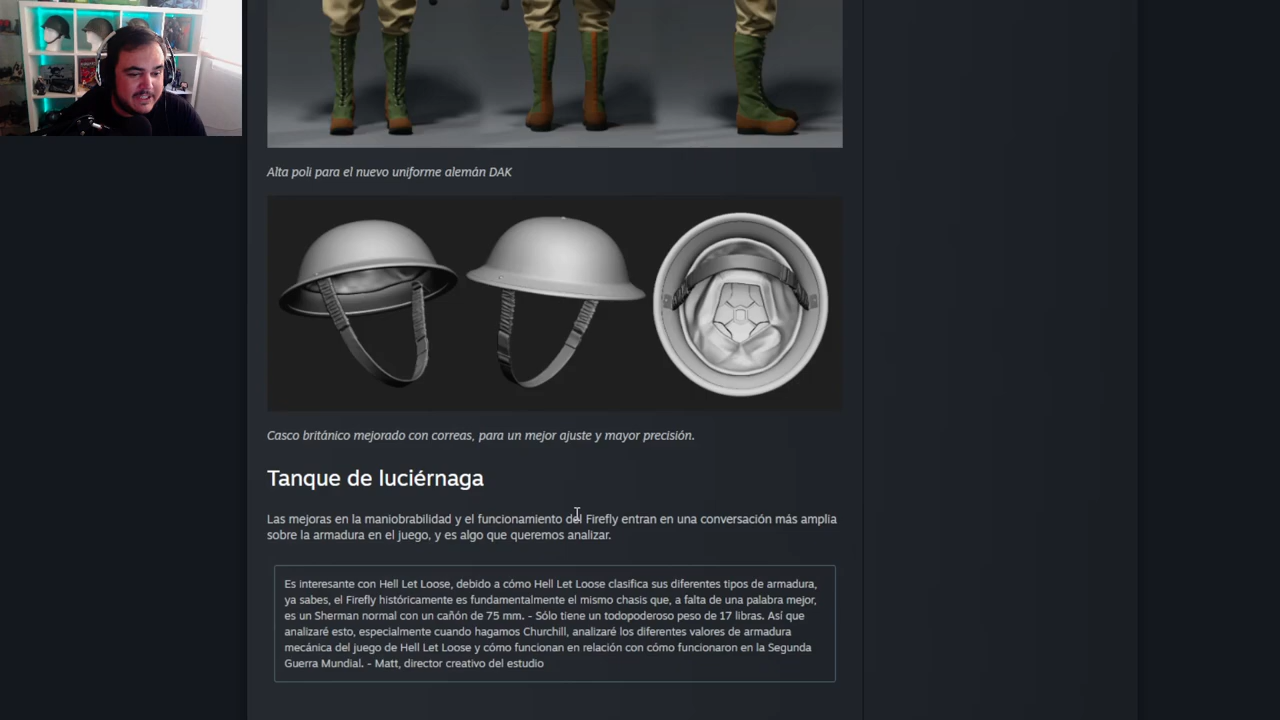 Alta poli para el nuevo uniforme alemán DAK
Casco británico mejorado con correas, para un mejor ajuste y mayor precisión.
Tanque de luciérnaga
Las mejoras en la maniobrabilidad y el funcionamiento del Firefly entran en una conversación más amplia
sobre la armadura en el juego, y es algo que queremos analizar.
Es interesante con Hell Let Loose, debido a cómo Hell Let Loose clasifica sus diferentes tipos de armadura,
ya sabes, el Firefly históricamente es fundamentalmente el mismo chasis que, a falta de una palabra mejor,
es un Sherman normal con un cañón de 75 mm. - Sólo tiene un todopoderoso peso de 17 libras. Así que
analizaré esto, especialmente cuando hagamos Churchill, analizaré los diferentes valores de armadura
mecánica del juego de Hell Let Loose y cómo funcionan en relación con cómo funcionaron en la Segunda
Guerra Mundial. - Matt, director creativo del estudio